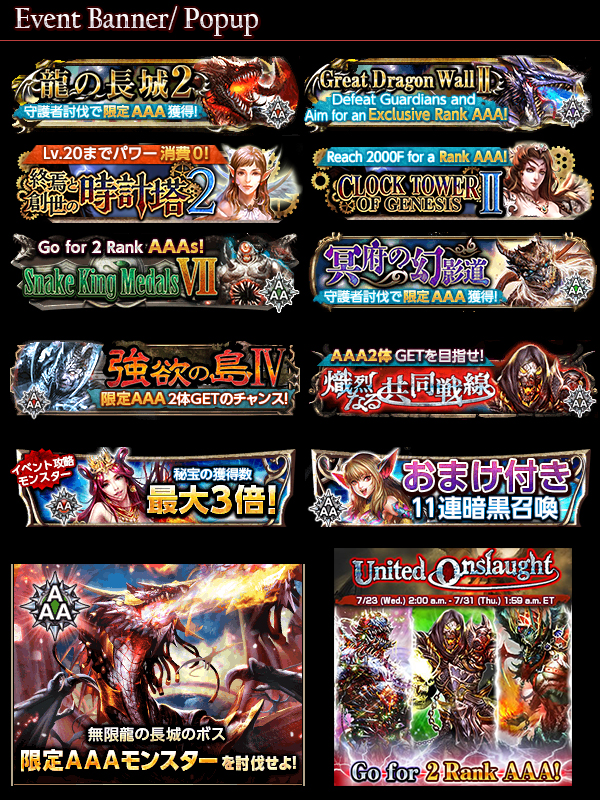 Event Banner/ Popup
龍の長城2
守護者討伐で限定AAA獲得!
AAA
Great Dragon Wall II
Defeat Guardians and
Aim for an Exclusive Rank AAA!
AAA
Lv.20までパワー消費0!
終焉と
創世の時計塔2
Reach 2000F for a Rank AAA!
CLOCK TOWER
OF GENESIS II
Go for 2 Rank AAAs!
Snake King Medals VII
AAA
冥府の幻影道
守護者討伐で限定AAA獲得!
AAA
強欲の島IV
限定AAA2体GETのチャンス!
AAA
AAA2体GETを目指せ!
熾烈なる共同戦線
AAA
イベント攻略
モンスター
秘宝の獲得数
最大3倍!
AAA
おまけ付き
11連暗黒召喚
AAA
AAA
無限龍の長城のボス
限定AAAモンスターを討伐せよ!
United Onslaught
7/23 (Wed.) 2:00 a.m. - 7/31 (Thu.) 1:59 a.m. ET
Go for 2 Rank AAA!